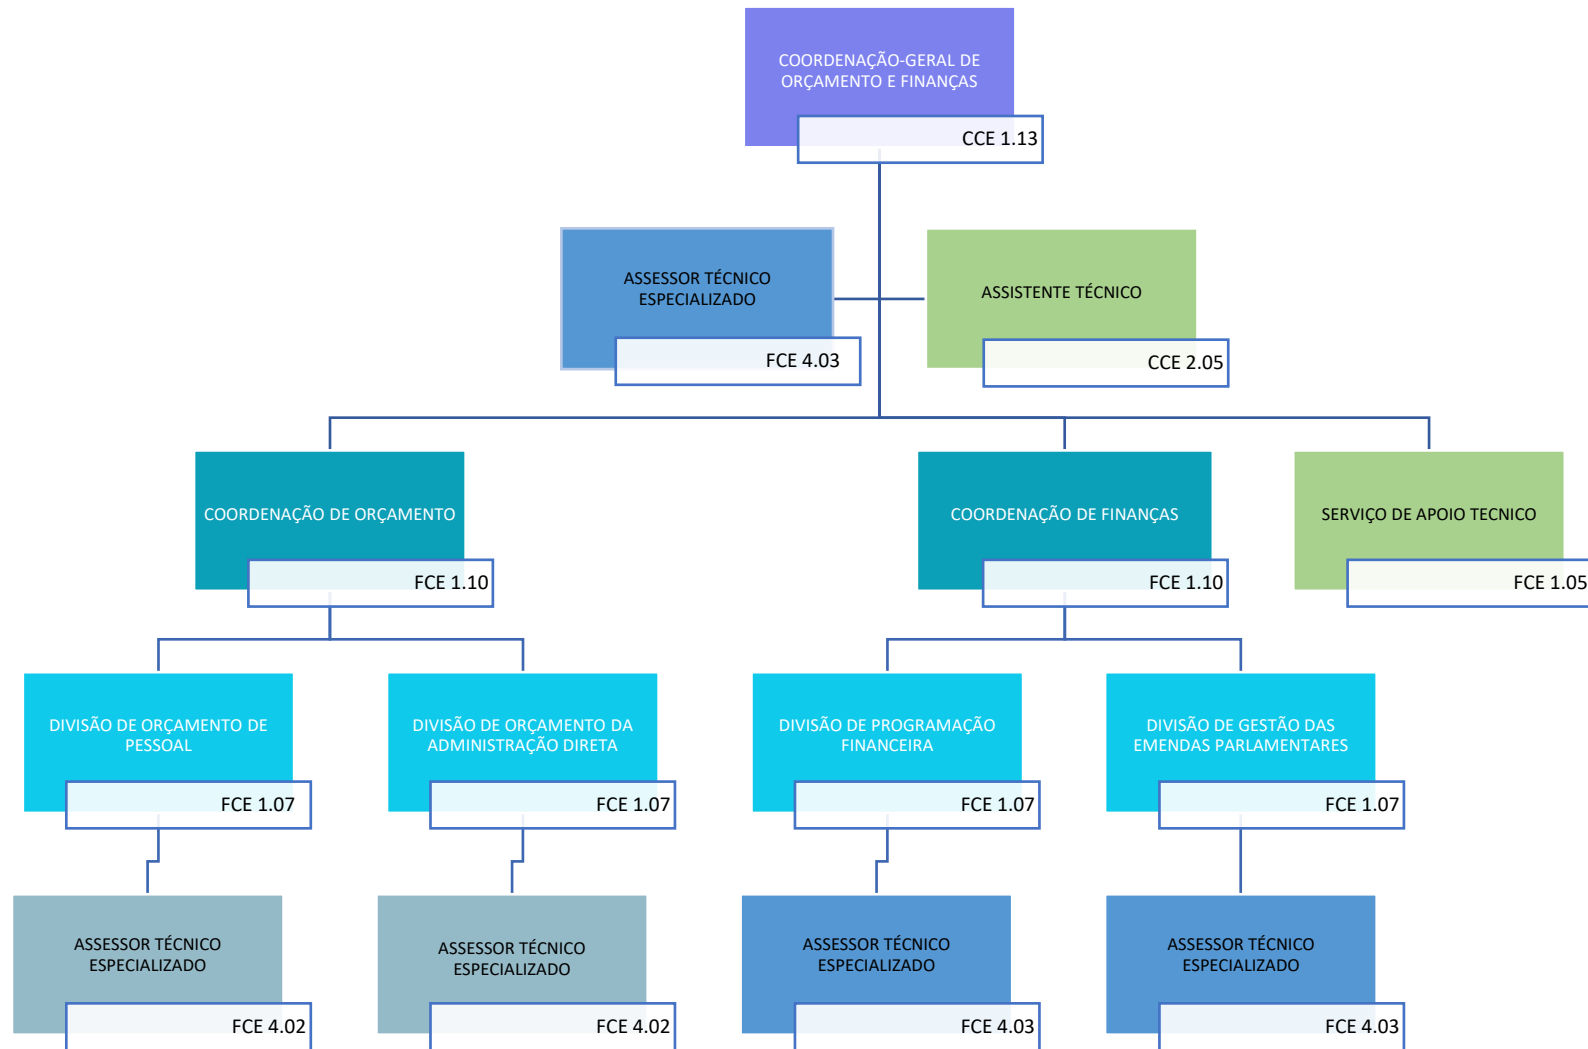 COORDENAÇÃO-GERAL DE
ORÇAMENTO E FINANÇAS
CCE 1.13
ASSESSOR TÉCNICO
ESPECIALIZADO
FCE 4.03
ASSISTENTE TÉCNICO
CCE 2.05
COORDENAÇÃO DE ORÇAMENTO
FCE 1.10
COORDENAÇÃO DE FINANÇAS
FCE 1.10
SERVIÇO DE APOIO TECNICO
FCE 1.05
DIVISÃO DE ORÇAMENTO DE
PESSOAL
FCE 1.07
DIVISÃO DE ORÇAMENTO DA
ADMINISTRAÇÃO DIRETA
FCE 1.07
DIVISÃO DE PROGRAMAÇÃO
FINANCEIRA
FCE 1.07
DIVISÃO DE GESTÃO DAS
EMENDAS PARLAMENTARES
FCE 1.07
ASSESSOR TÉCNICO
ESPECIALIZADO
FCE 4.02
ASSESSOR TÉCNICO
ESPECIALIZADO
FCE 4.02
ASSESSOR TÉCNICO
ESPECIALIZADO
FCE 4.03
ASSESSOR TÉCNICO
ESPECIALIZADO
FCE 4.03